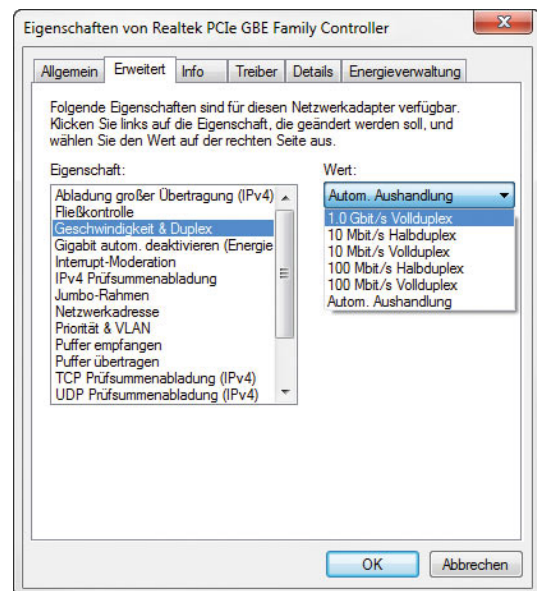 Eigenschaften von Realtek PCIe GBE Family Controller
Allgemein Erweitert Info Treiber Details Energieverwaltung
Folgende Eigenschaften sind für diesen Netzwerkadapter verfügbar.
Klicken Sie links auf die Eigenschaft, die geändert werden soll, und
wählen Sie den Wert auf der rechten Seite aus.
Eigenschaft:
Abladung großer Übertragung (IPv4)
Fließkontrolle
Geschwindigkeit & Duplex
Gigabit autom. deaktivieren (Energie
Interrupt-Moderation
IPv4 Prüfsummenabladung
Jumbo-Rahmen
Netzwerkadresse
Priorität & VLAN
Puffer empfangen
Puffer übertragen
TCP Prüfsummenabladung (IPv4)
UDP Prüfsummenabladung (IPv4)
Wert:
Autom. Aushandlung
1.0 Gbit/s Vollduplex
10 Mbit/s Halbduplex
10 Mbit/s Vollduplex
100 Mbit/s Halbduplex
100 Mbit/s Vollduplex
Autom. Aushandlung
OK Abbrechen